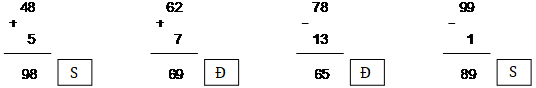 48 62 78 99
+ + − −
5 7 13 1
98 S 69 Đ 65 Đ 89 S